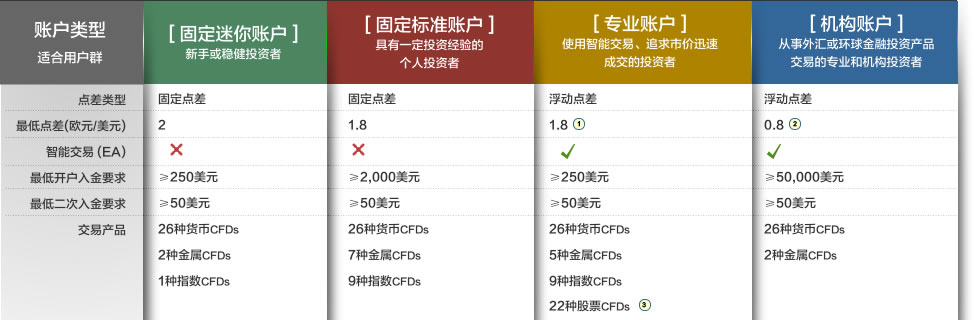 账户类型
适合用户群
[ 固定迷你账户 ]
新手或稳健投资者
[ 固定标准账户 ]
具有一定投资经验的
个人投资者
[ 专业账户 ]
使用智能交易、追求市价迅速
成交的投资者
[ 机构账户 ]
从事外汇或环球金融投资产品
交易的专业和机构投资者
点差类型 固定点差 固定点差 浮动点差 浮动点差
最低点差(欧元/美元) 2 1.8 1.8 ① 0.8 ②
智能交易 (EA) ✕ ✕ ✓ ✓
最低开户入金要求 ≥250美元 ≥2,000美元 ≥250美元 ≥50,000美元
最低二次入金要求 ≥50美元 ≥50美元 ≥50美元 ≥50美元
交易产品 26种货币CFDs 26种货币CFDs 26种货币CFDs 26种货币CFDs
2种金属CFDs 7种金属CFDs 5种金属CFDs 2种金属CFDs
1种指数CFDs 9种指数CFDs 9种指数CFDs
22种股票CFDs ③